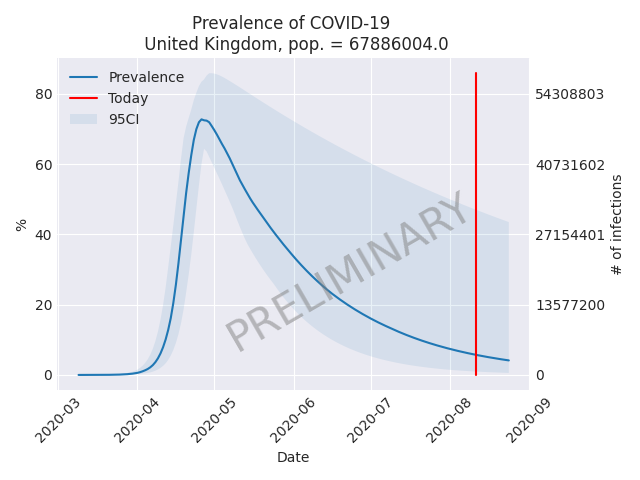 Prevalence of COVID-19
United Kingdom, pop. = 67886004.0
Prevalence
Today
95CI
80
60
40
20
0
%
54308803
40731602
27154401
13577200
0
# of infections
PRELIMINARY
2020-03
2020-04
2020-05
2020-06
2020-07
2020-08
2020-09
Date